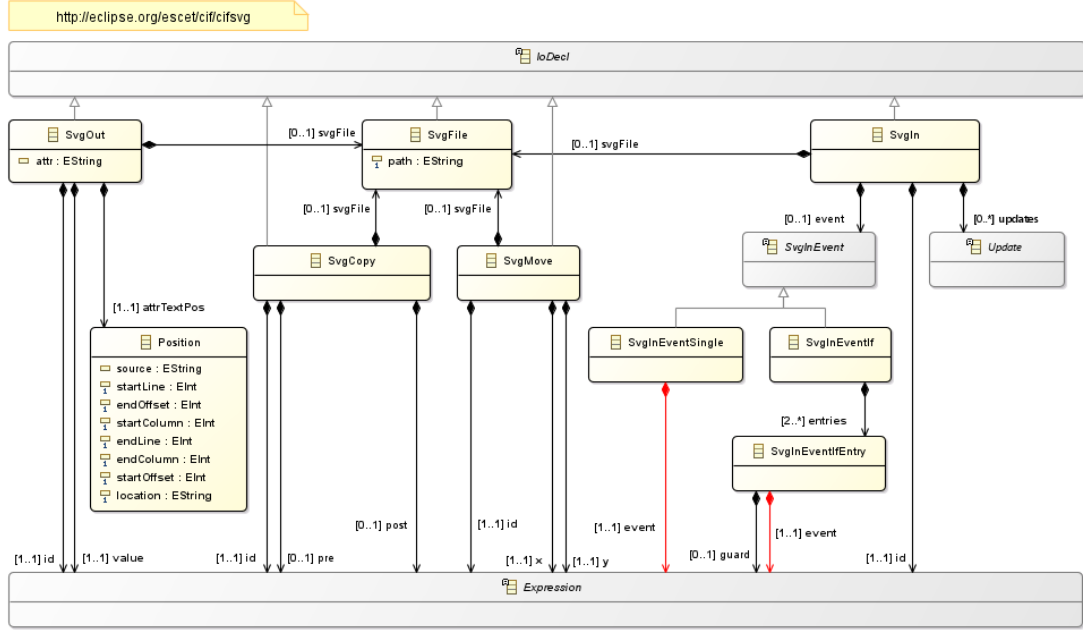 http://eclipse.org/escet/cif/cifsvg
IoDecl
SvgOut
attr : EString
[0..1] svgFile
SvgFile
path : EString
[0..1] svgFile
SvgIn
[0..1] svgFile
[0..1] svgFile
[0..1] event
[0..*] updates
SvgCopy
SvgMove
SvgInEvent
Update
[1..1] attrTextPos
Position
source : EString
startLine : EInt
endOffset : EInt
startColumn : EInt
endLine : EInt
endColumn : EInt
startOffset : EInt
location : EString
SvgInEventSingle
SvgInEventIf
[2..*] entries
SvgInEventIfEntry
[1..1] id
[1..1] value
[1..1] id
[0..1] pre
[0..1] post
[1..1] id
[1..1] x
[1..1] y
[1..1] event
[0..1] guard
[1..1] event
[1..1] id
Expression